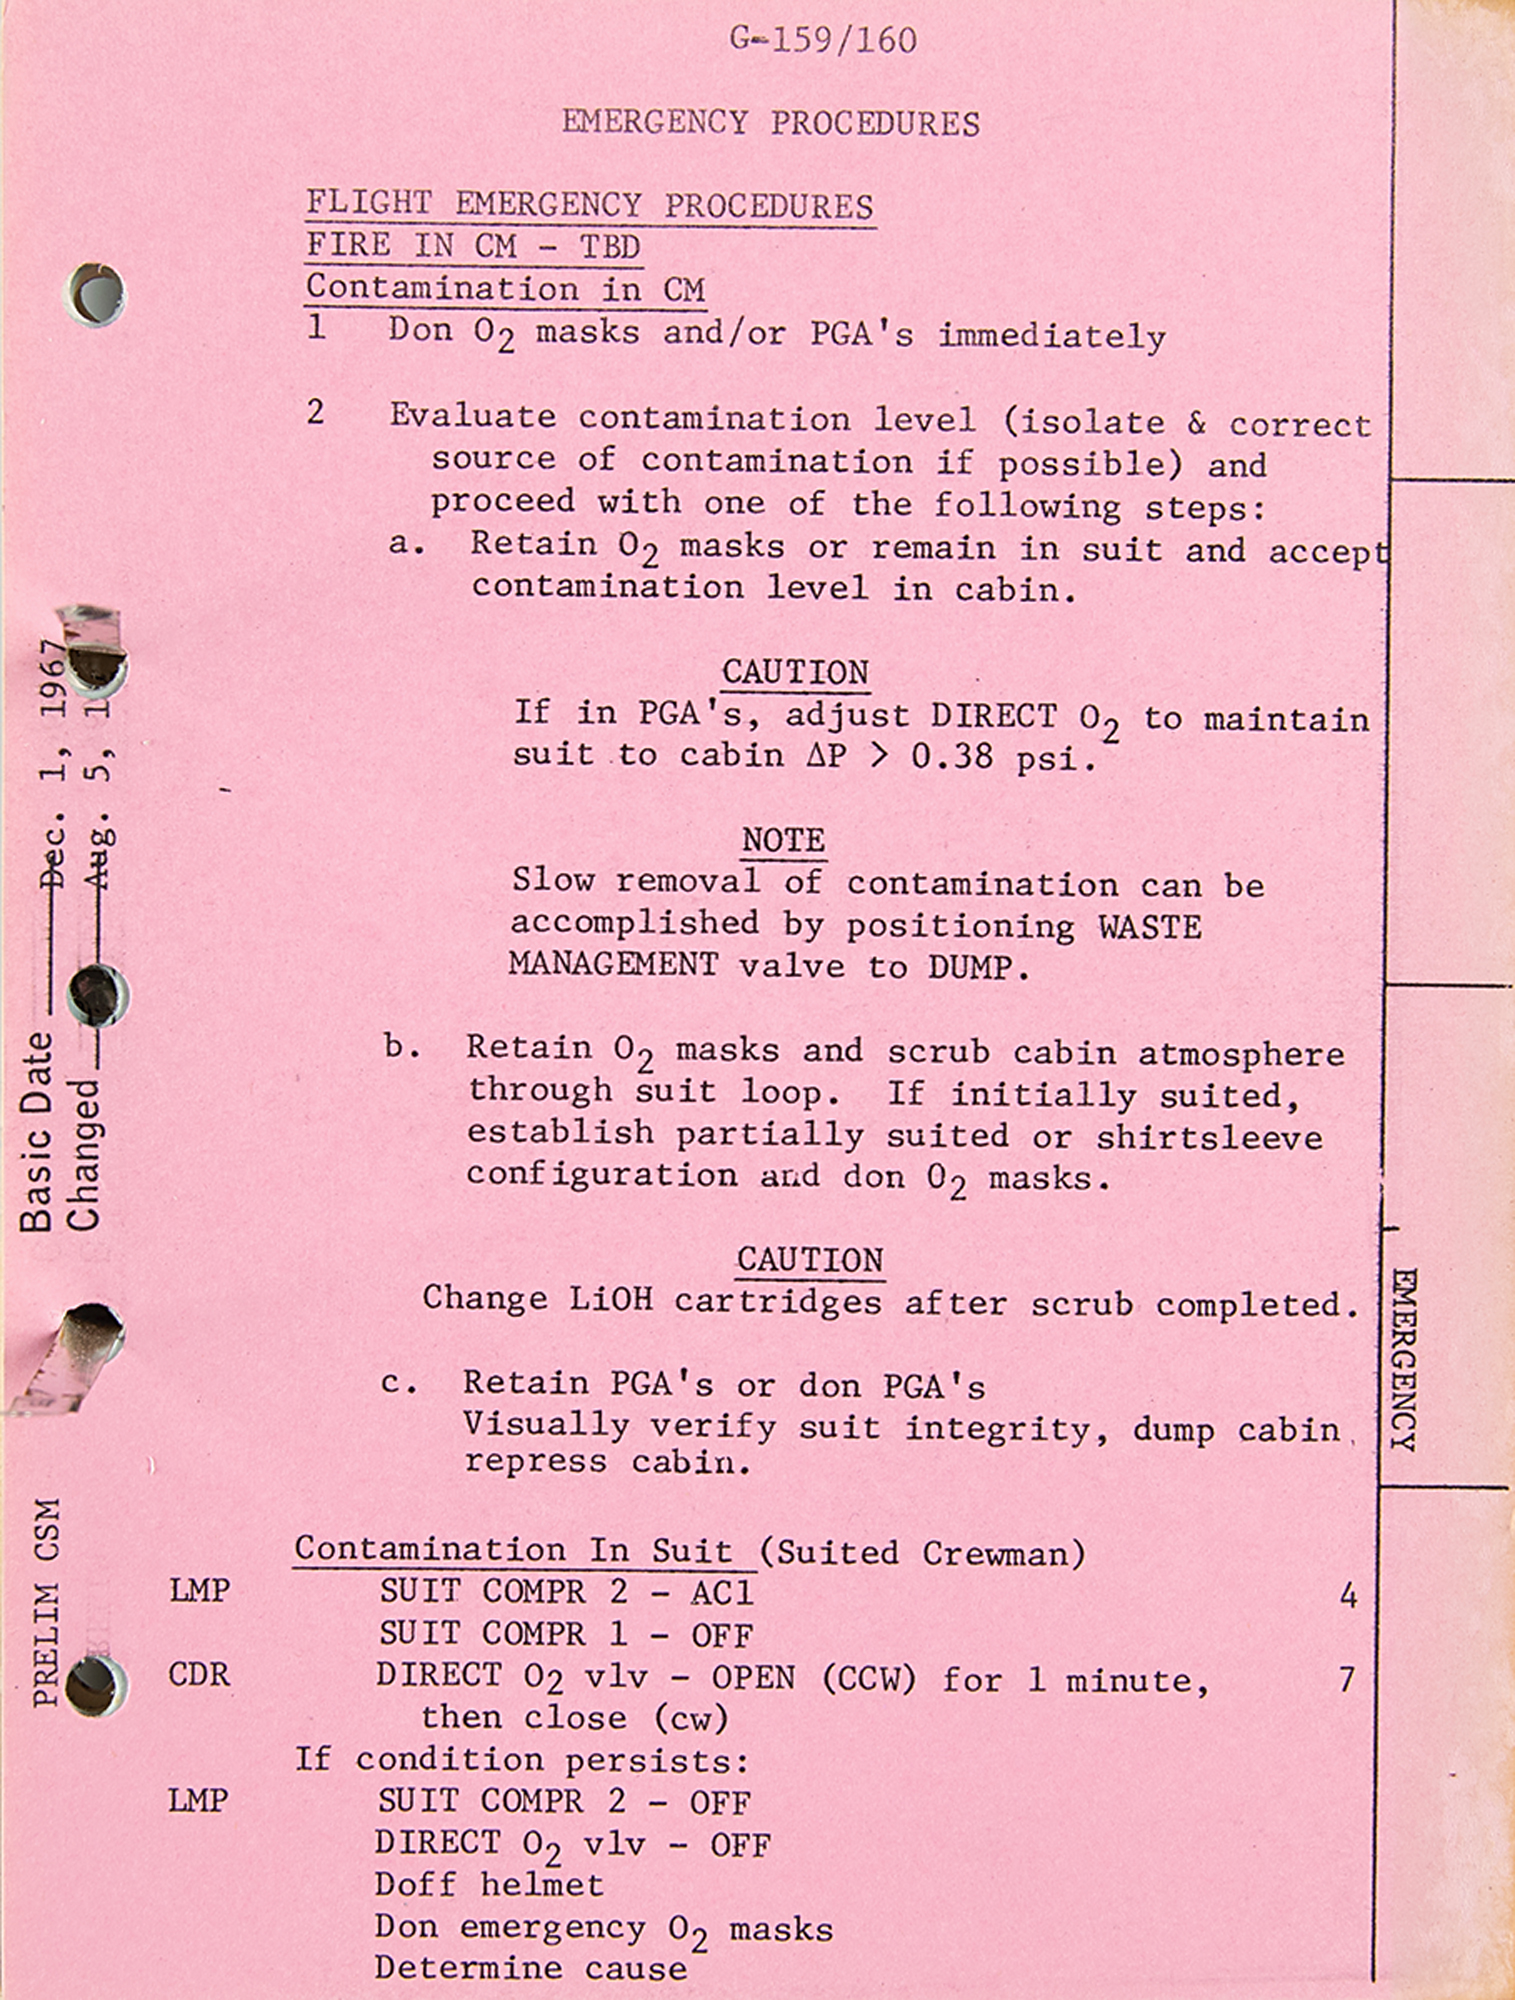 G-159/160
EMERGENCY PROCEDURES
FLIGHT EMERGENCY PROCEDURES
FIRE IN CM - TBD
Contamination in CM
1 Don O2 masks and/or PGA's immediately
2 Evaluate contamination level (isolate & correct
source of contamination if possible) and
proceed with one of the following steps:
a. Retain O2 masks or remain in suit and accept
contamination level in cabin.
CAUTION
If in PGA's, adjust DIRECT O2 to maintain
suit to cabin ΔP > 0.38 psi.
NOTE
Slow removal of contamination can be
accomplished by positioning WASTE
MANAGEMENT valve to DUMP.
b. Retain O2 masks and scrub cabin atmosphere
through suit loop. If initially suited,
establish partially suited or shirtsleeve
configuration and don O2 masks.
CAUTION
Change LiOH cartridges after scrub completed.
c. Retain PGA's or don PGA's
Visually verify suit integrity, dump cabin,
repress cabin.
Contamination In Suit (Suited Crewman)
LMP SUIT COMPR 2 - AC1 4
SUIT COMPR 1 - OFF
CDR DIRECT O2 vlv - OPEN (CCW) for 1 minute, 7
then close (cw)
If condition persists:
LMP SUIT COMPR 2 - OFF
DIRECT O2 vlv - OFF
Doff helmet
Don emergency O2 masks
Determine cause
PRELIM CSM
Basic Date Dec. 1, 1967
Changed Aug. 5,
EMERGENCY